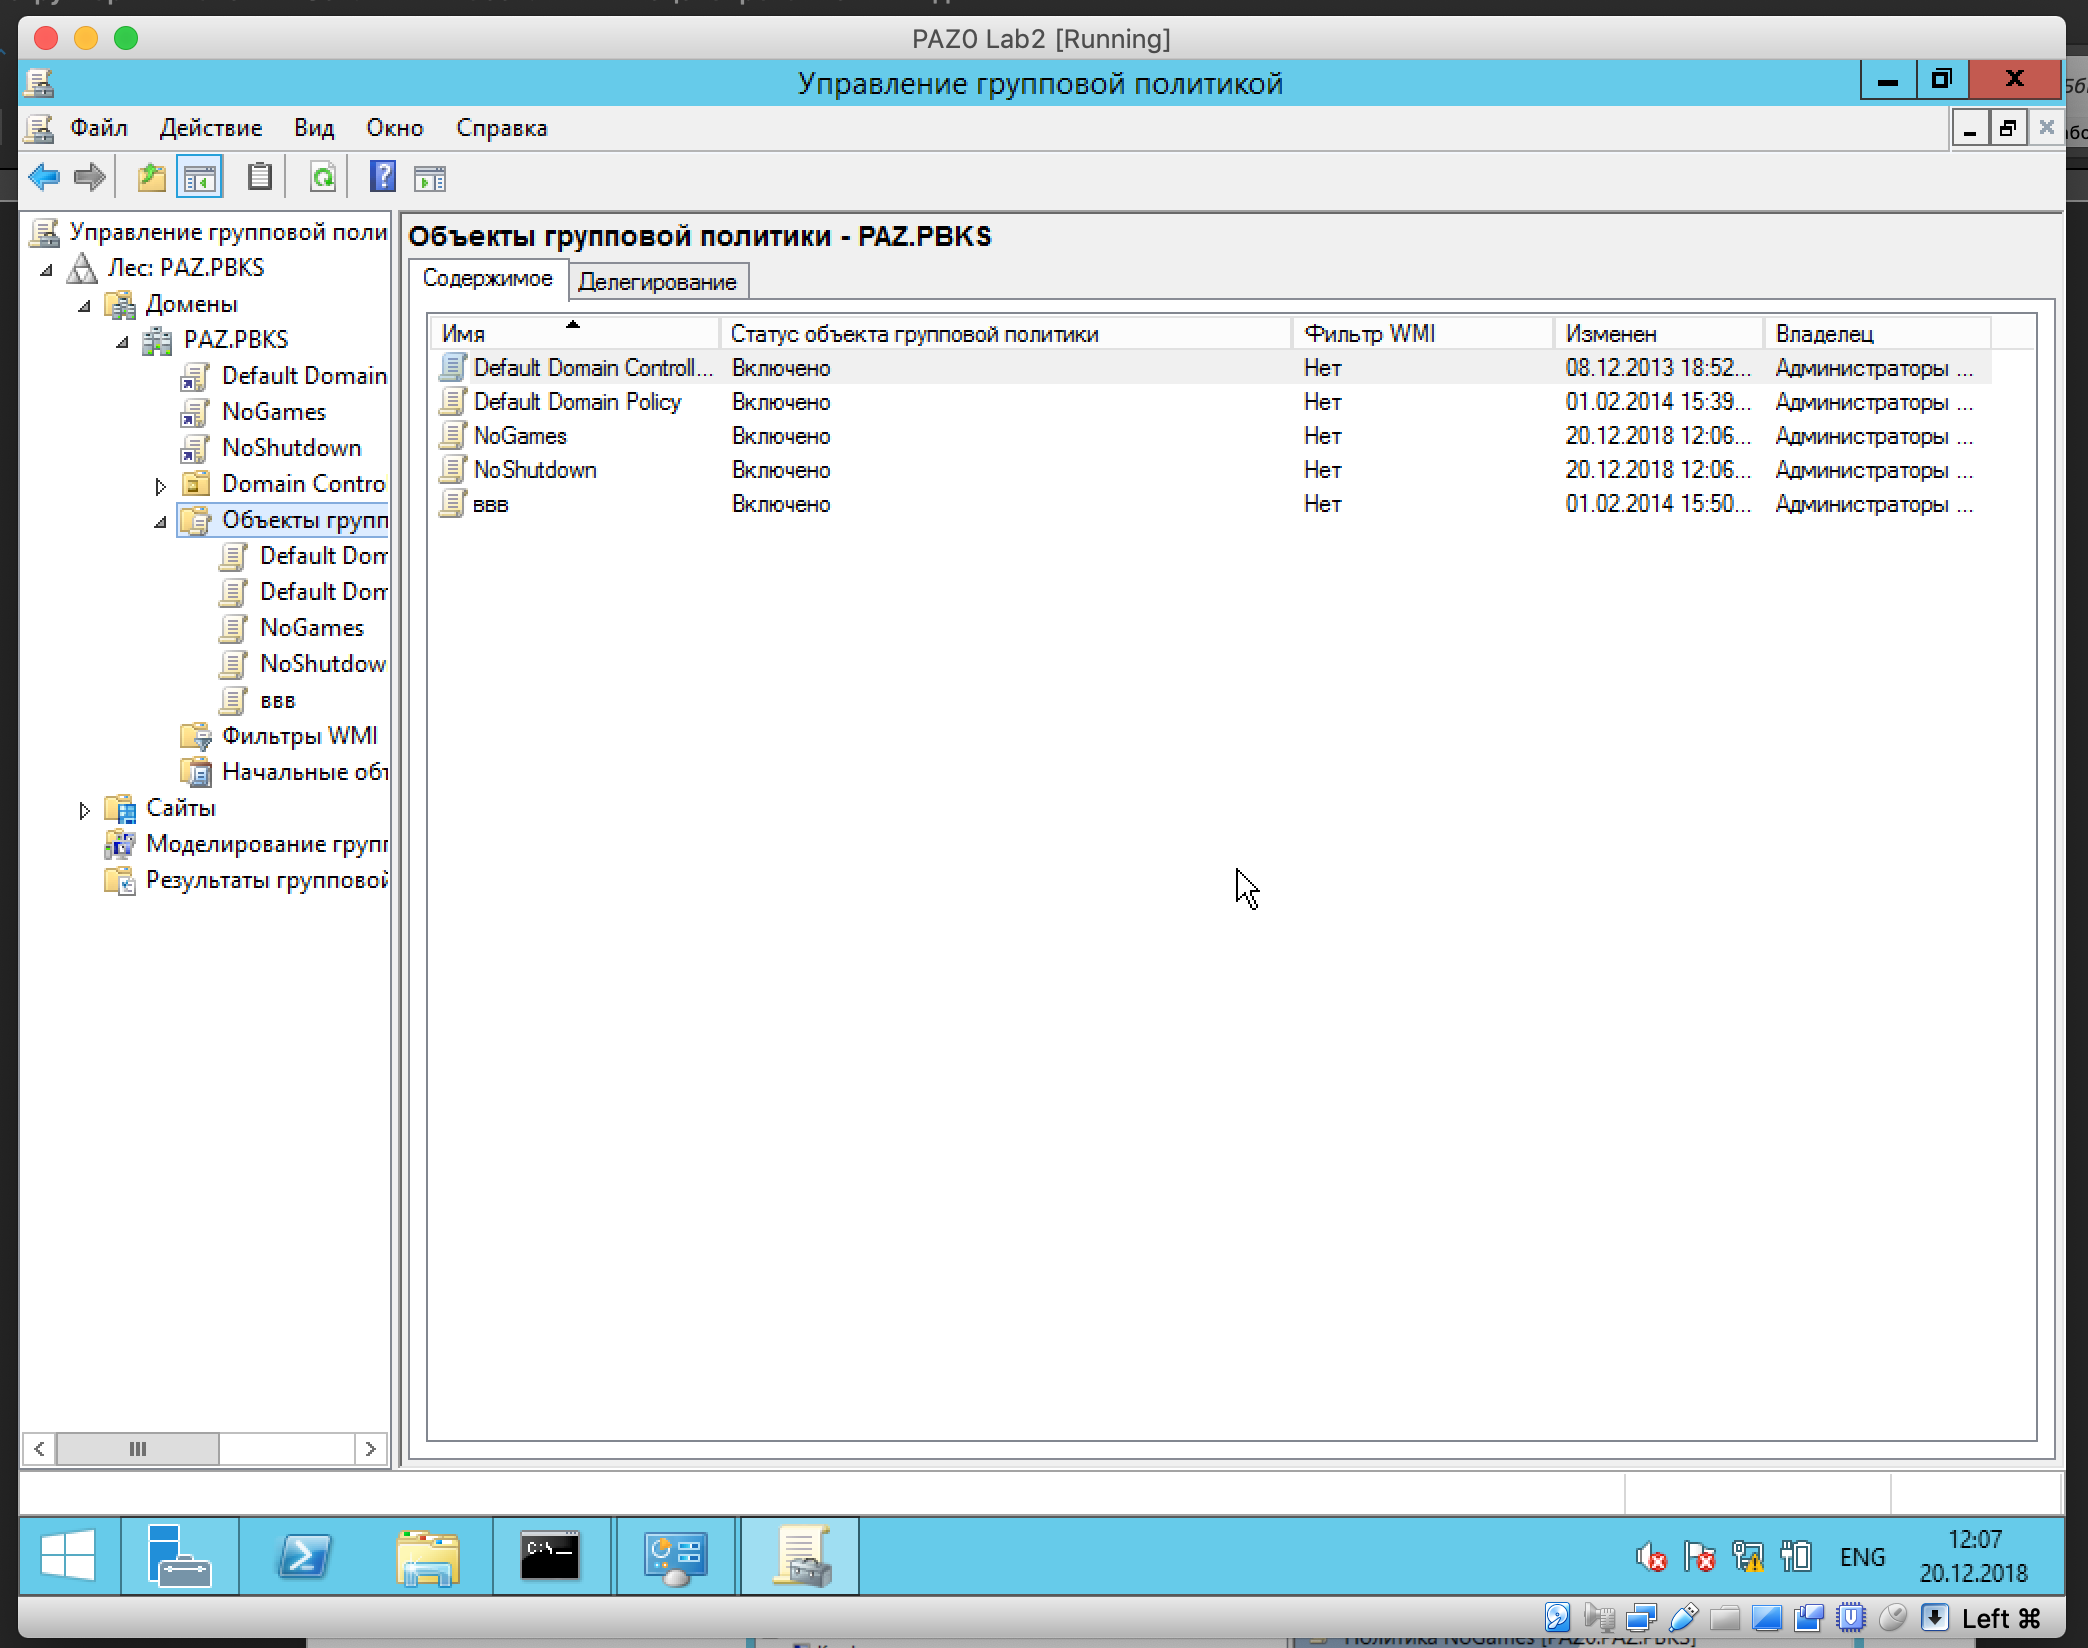 PAZ0 Lab2 [Running]
Управление групповой политикой
Файл Действие Вид Окно Справка
Управление групповой поли
Лес: PAZ.PBKS
Домены
PAZ.PBKS
Default Domain
NoGames
NoShutdown
Domain Contro
Объекты групп
Default Dom
Default Dom
NoGames
NoShutdow
ввв
Фильтры WMI
Начальные объ
Сайты
Моделирование групп
Результаты групповой
Объекты групповой политики - PAZ.PBKS
Содержимое Делегирование
Имя Статус объекта групповой политики Фильтр WMI Изменен Владелец
Default Domain Controll... Включено Нет 08.12.2013 18:52... Администраторы ...
Default Domain Policy Включено Нет 01.02.2014 15:39... Администраторы ...
NoGames Включено Нет 20.12.2018 12:06... Администраторы ...
NoShutdown Включено Нет 20.12.2018 12:06... Администраторы ...
ввв Включено Нет 01.02.2014 15:50... Администраторы ...
C:\
ENG
12:07
20.12.2018
Left ⌘
Политика NoGames [PAZ0.PAZ.PBKS]